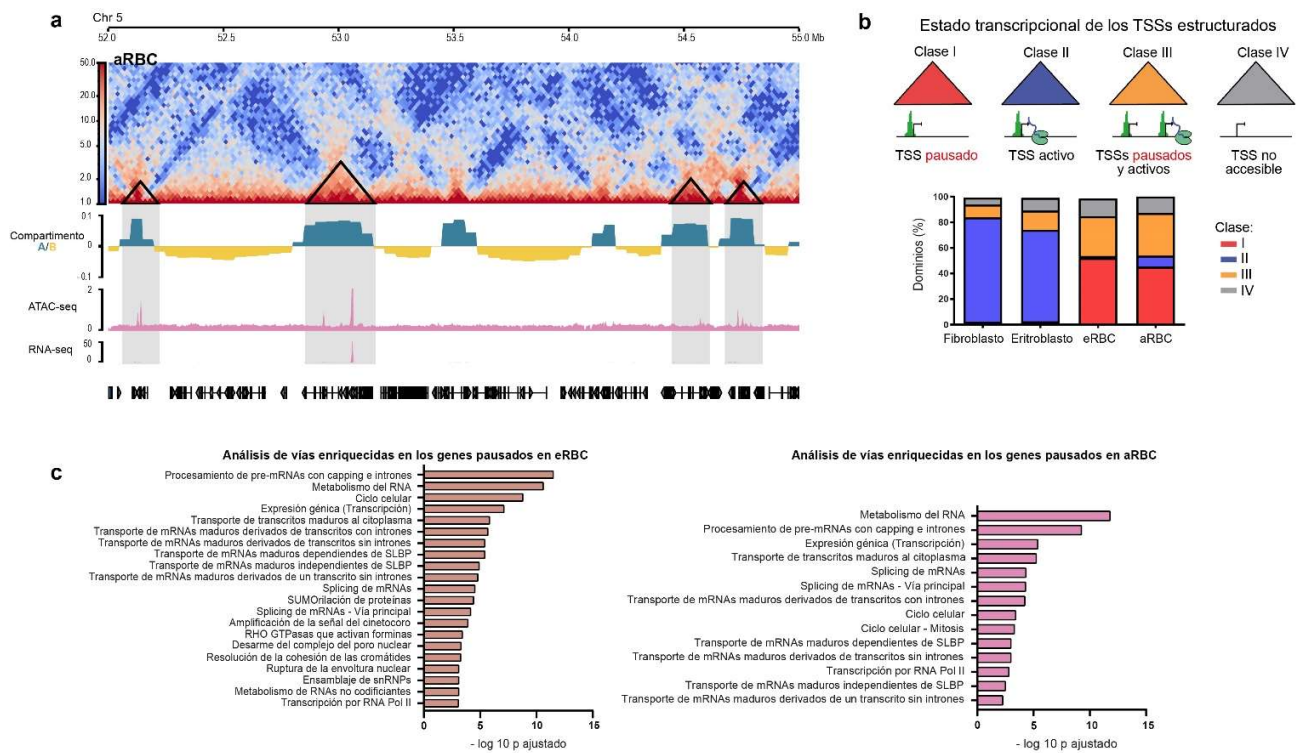 a
Chr 5
52.0
52.5
53.0
53.5
54.0
54.5
55.0 Mb
aRBC
50.0
20.0
10.0
5.0
2.0
1.0
0.1
Compartimento
A/B
0
-0.1
2
ATAC-seq
0
RNA-seq
50
0
b
Estado transcripcional de los TSSs estructurados
Clase I
Clase II
Clase III
Clase IV
TSS pausado
TSS activo
TSSs pausados
y activos
TSS no
accesible
Dominios (%)
100
80
60
40
20
0
Fibroblasto
Eritroblasto
eRBC
aRBC
Clase:
I
II
III
IV
c
Análisis de vías enriquecidas en los genes pausados en eRBC
Procesamiento de pre-mRNAs con capping e intrones
Metabolismo del RNA
Ciclo celular
Expresión génica (Transcripción)
Transporte de transcritos maduros al citoplasma
Transporte de mRNAs maduros derivados de transcritos con intrones
Transporte de mRNAs maduros derivados de transcritos sin intrones
Transporte de mRNAs maduros dependiendes de SLBP
Transporte de mRNAs maduros independientes de SLBP
Transporte de mRNAs maduros derivados de un transcrito sin intrones
Splicing de mRNAs
SUMOrilación de proteínas
Splicing de mRNAs - Vía principal
Amplificación de la señal del cinetocoro
RHO GTPasas que activan forminas
Desarme del complejo del poro nuclear
Resolución de la cohesión de las cromátides
Ruptura de la envoltura nuclear
Ensamblaje de snRNPs
Metabolismo de RNAs no codificiantes
Transcripción por RNA Pol II
0
5
10
15
- log 10 p ajustado
Análisis de vías enriquecidas en los genes pausados en aRBC
Metabolismo del RNA
Procesamiento de pre-mRNAs con capping e intrones
Expresión génica (Transcripción)
Transporte de transcritos maduros al citoplasma
Splicing de mRNAs
Splicing de mRNAs - Vía principal
Transporte de mRNAs maduros derivados de transcritos con intrones
Ciclo celular
Ciclo celular - Mitosis
Transporte de mRNAs maduros dependientes de SLBP
Transporte de mRNAs maduros derivados de transcritos sin intrones
Transcripción por RNA Pol II
Transporte de mRNAs maduros independientes de SLBP
Transporte de mRNAs maduros derivados de un transcrito sin intrones
0
5
10
15
- log 10 p ajustado